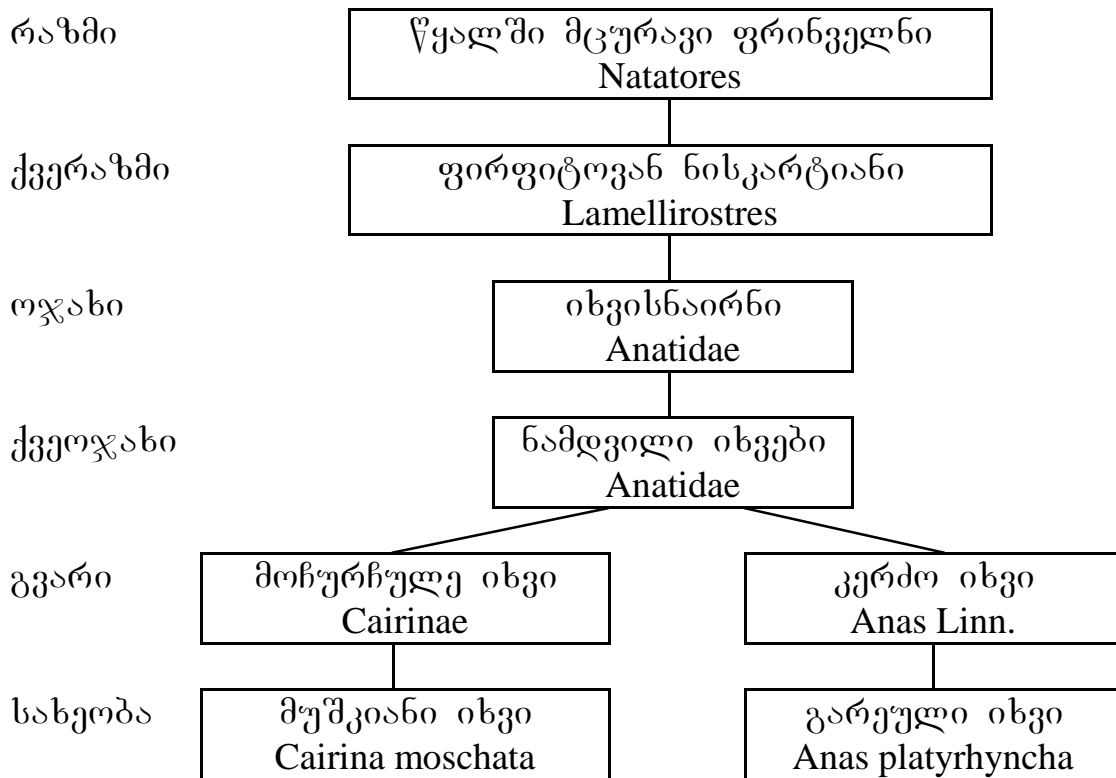 რაზმი
წყალში მცურავი ფრინველნი
Natatores
ქვერაზმი
ფირფიტოვან ნისკარტიანი
Lamellirostres
ოჯახი
იხვისნაირნი
Anatidae
ქვეოჯახი
ნამდვილი იხვები
Anatidae
გვარი
მოჩურჩულე იხვი
Cairinae
კერძო იხვი
Anas Linn.
სახეობა
მუშკიანი იხვი
Cairina moschata
გარეული იხვი
Anas platyrhyncha